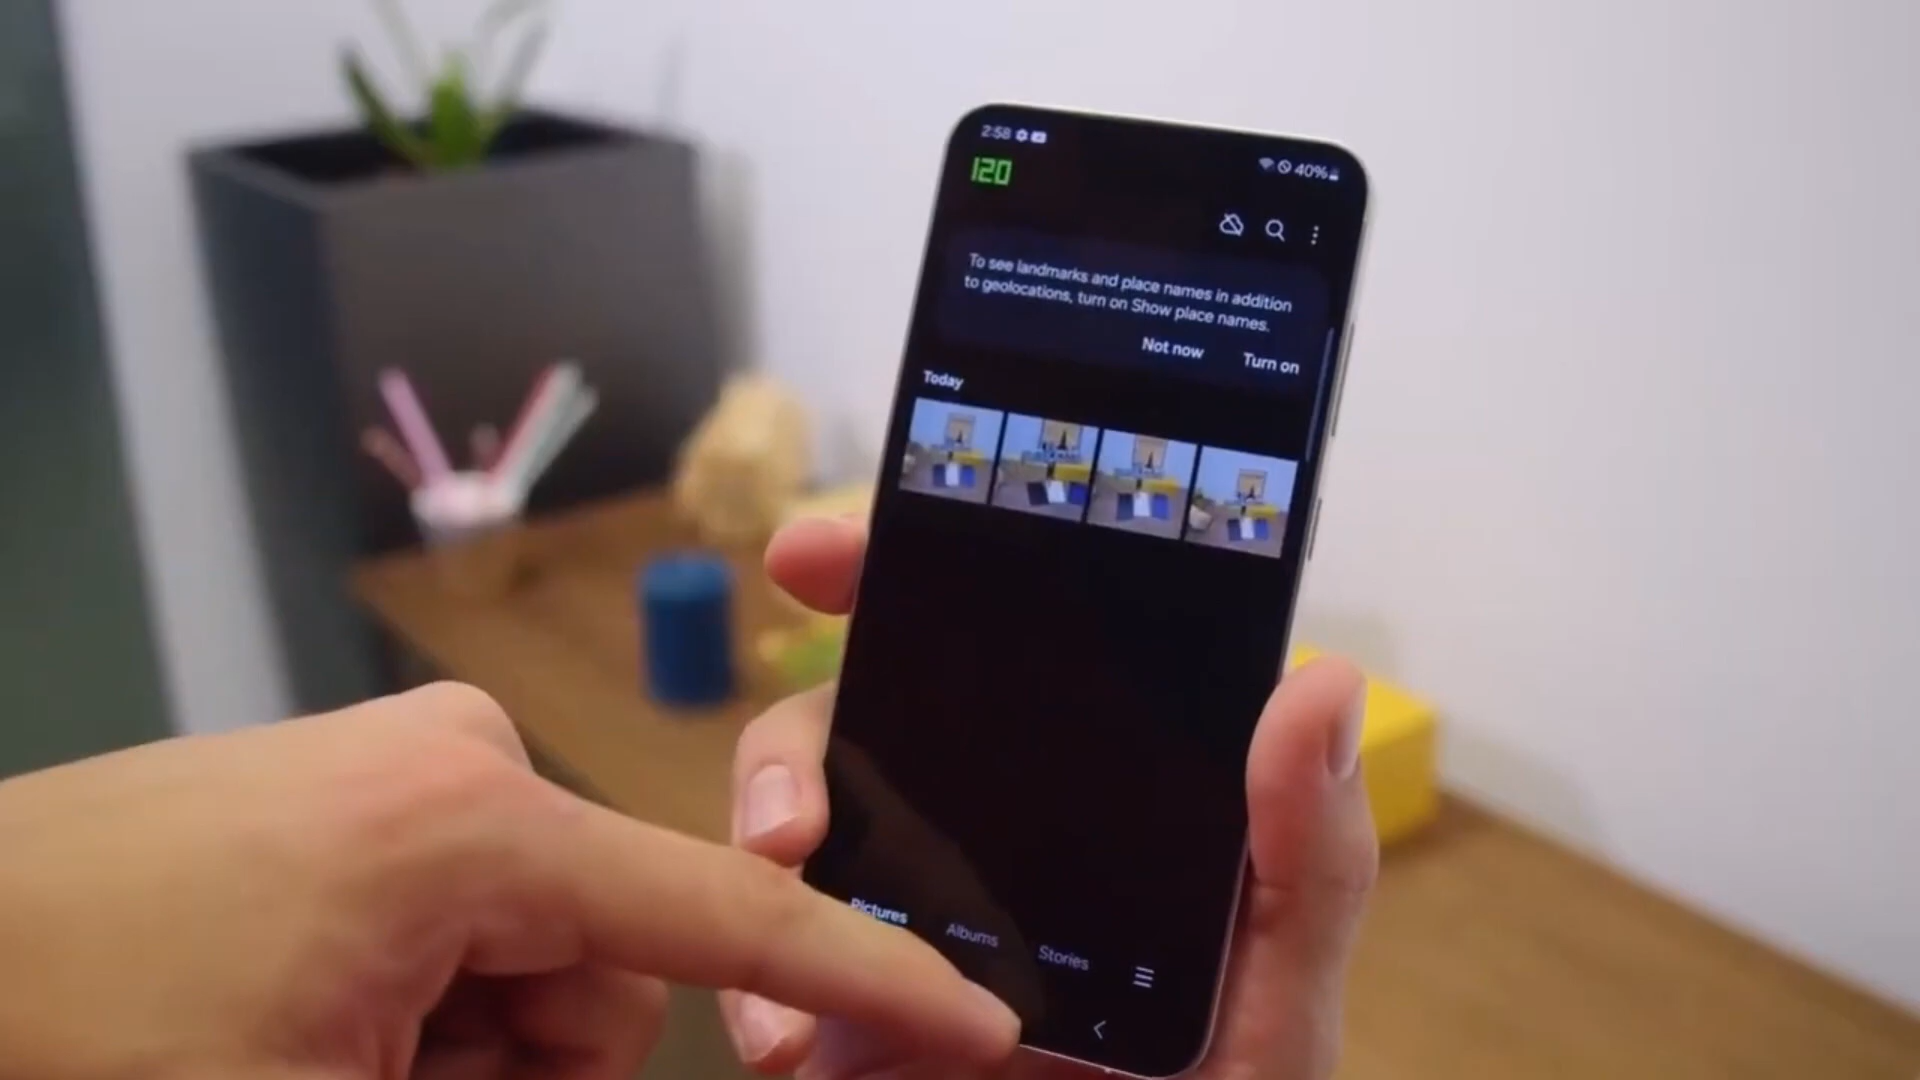 2:58
40%
120
To see landmarks and place names in addition
to geolocations, turn on Show place names.
Not now
Turn on
Today
Pictures
Albums
Stories